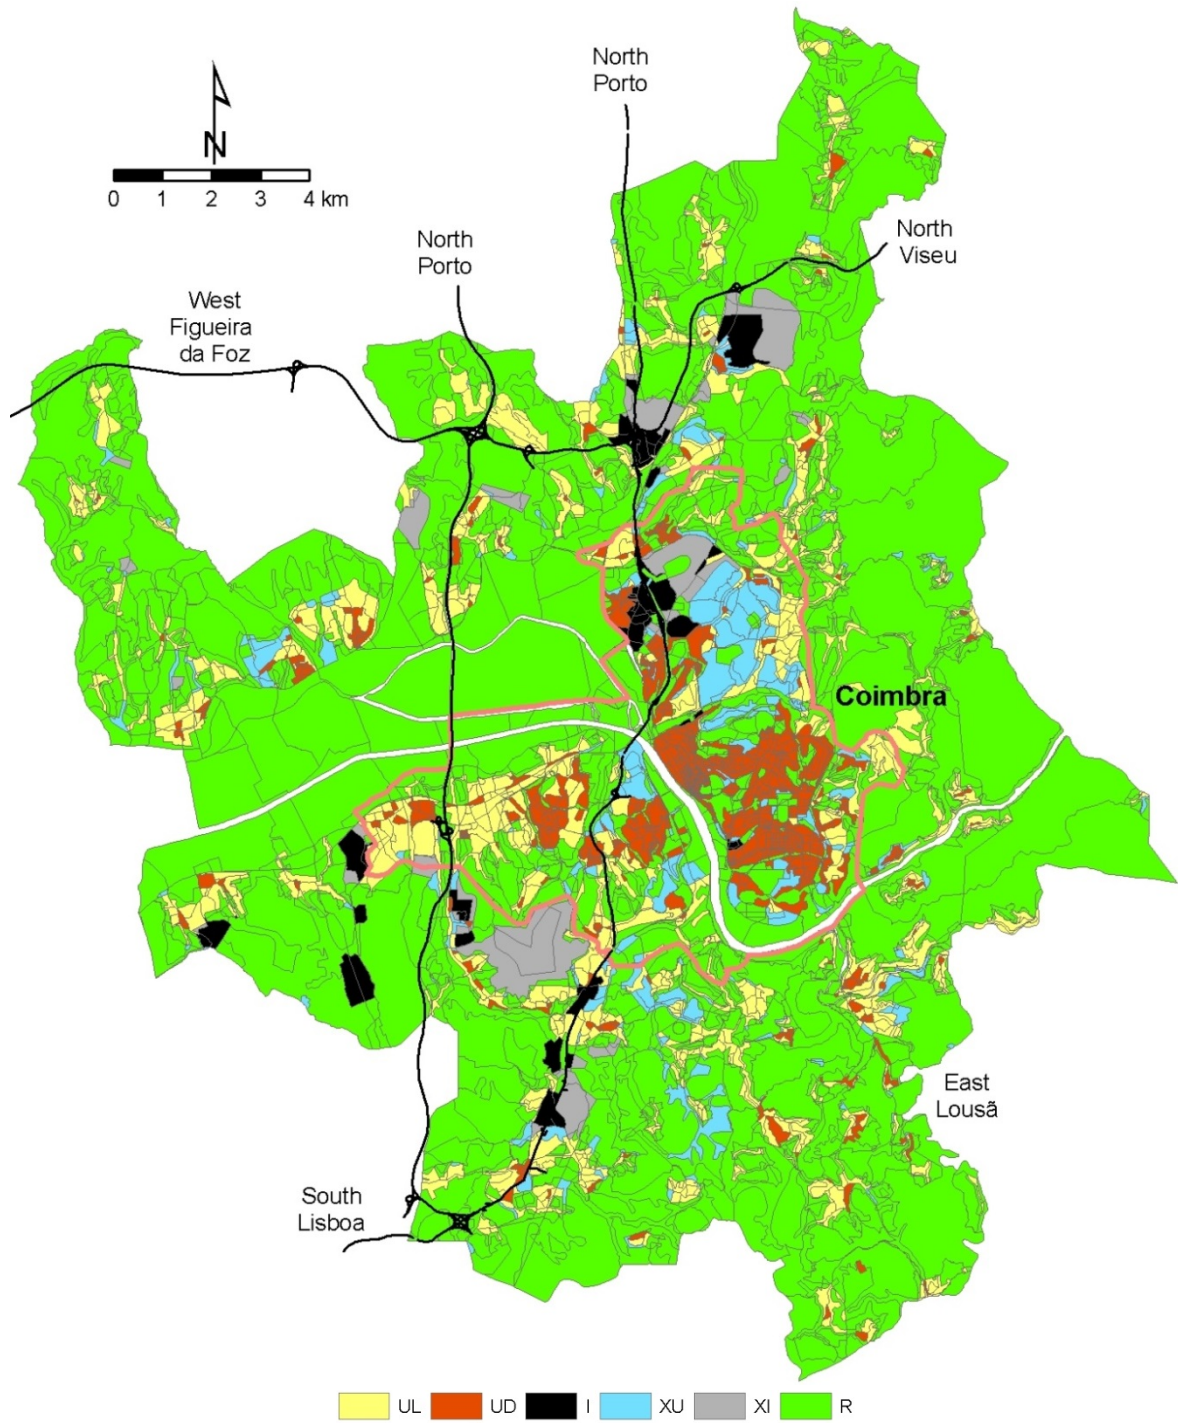 North
Porto
N
0 1 2 3 4 km
North
Viseu
North
Porto
West
Figueira
da Foz
Coimbra
East
Lousã
South
Lisboa
UL UD I XU XI R